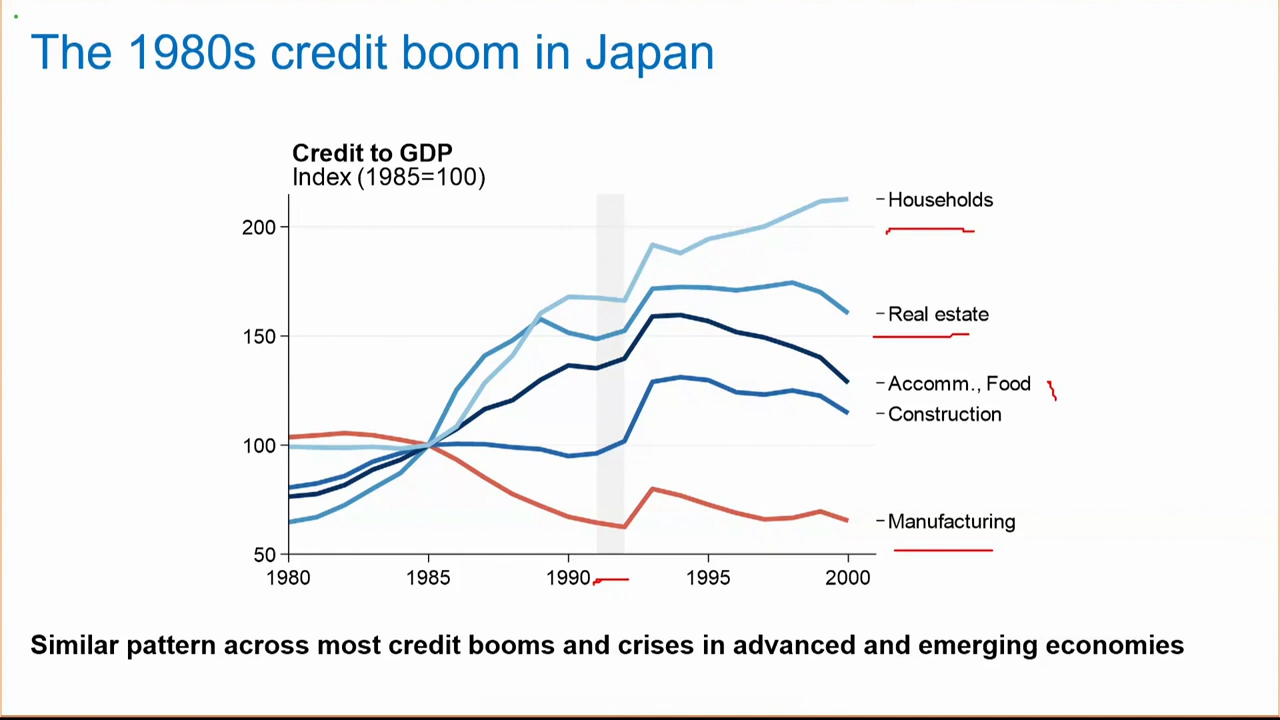 The 1980s credit boom in Japan
Credit to GDP
Index (1985=100)
200
150
100
50
1980
1985
1990
1995
2000
Households
Real estate
Accomm., Food
Construction
Manufacturing
Similar pattern across most credit booms and crises in advanced and emerging economies